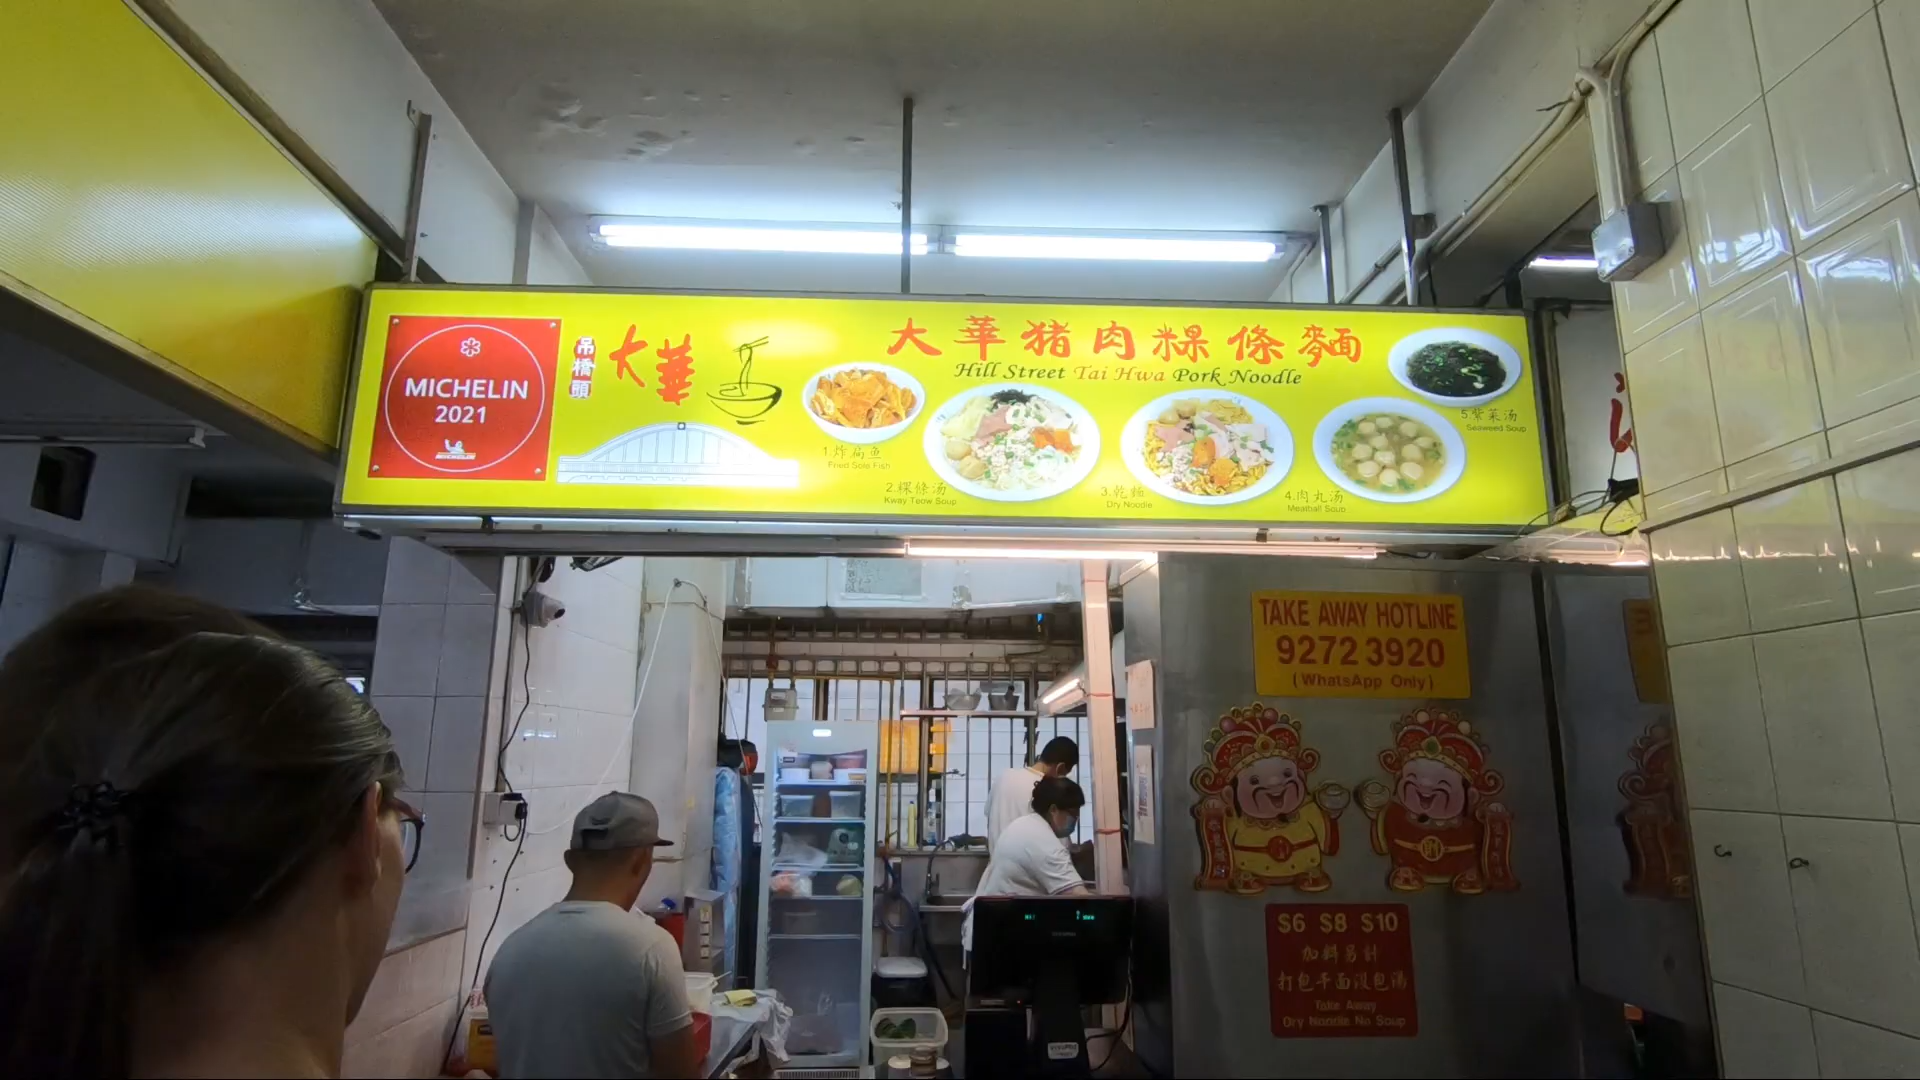 MICHELIN
2021
MICHELIN
吊橋頭
大華
大華猪肉粿條麵
Hill Street Tai Hwa Pork Noodle
1.炸扁鱼
Fried Sole Fish
2.粿條汤
Kway Teow Soup
3.乾麵
Dry Noodle
4.肉丸汤
Meatball Soup
5.紫菜汤
Seaweed Soup
TAKE AWAY HOTLINE
9272 3920
(WhatsApp Only)
$6 $8 $10
加料另計
打包干面没包湯
Take Away
Dry Noodle No Soup